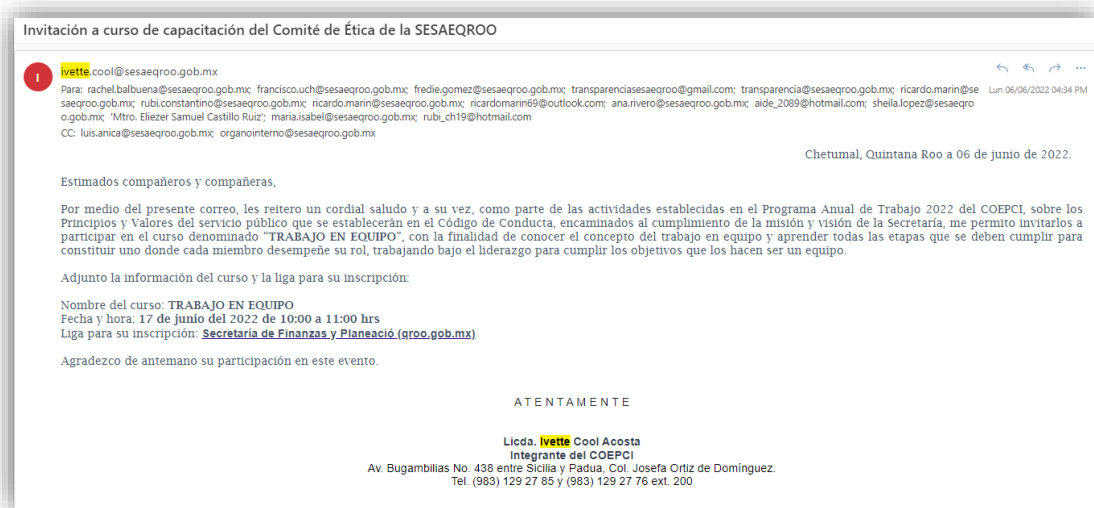 Invitación a curso de capacitación del Comité de Ética de la SESAEQROO
I
ivette.cool@sesaeqroo.gob.mx
Para: rachel.balbuena@sesaeqroo.gob.mx; francisco.uch@sesaeqroo.gob.mx; fredie.gomez@sesaeqroo.gob.mx; transparenciasesaeqroo@gmail.com; transparencia@sesaeqroo.gob.mx; ricardo.marin@se
Lun 06/06/2022 04:34 PM
saeqroo.gob.mx; rubi.constantino@sesaeqroo.gob.mx; ricardo.marin@sesaeqroo.gob.mx; ricardomarin69@outlook.com; ana.rivero@sesaeqroo.gob.mx; aide_2089@hotmail.com; sheila.lopez@sesaeqro
o.gob.mx; 'Mtro. Eliezer Samuel Castillo Ruiz'; maria.isabel@sesaeqroo.gob.mx; rubi_ch19@hotmail.com
CC: luis.anica@sesaeqroo.gob.mx; organointerno@sesaeqroo.gob.mx
Chetumal, Quintana Roo a 06 de junio de 2022.
Estimados compañeros y compañeras,
Por medio del presente correo, les reitero un cordial saludo y a su vez, como parte de las actividades establecidas en el Programa Anual de Trabajo 2022 del COEPCI, sobre los
Principios y Valores del servicio público que se establecerán en el Código de Conducta, encaminados al cumplimiento de la misión y visión de la Secretaría, me permito invitarlos a
participar en el curso denominado "TRABAJO EN EQUIPO", con la finalidad de conocer el concepto del trabajo en equipo y aprender todas las etapas que se deben cumplir para
constituir uno donde cada miembro desempeñe su rol, trabajando bajo el liderazgo para cumplir los objetivos que los hacen ser un equipo.
Adjunto la información del curso y la liga para su inscripción:
Nombre del curso: TRABAJO EN EQUIPO
Fecha y hora: 17 de junio del 2022 de 10:00 a 11:00 hrs
Liga para su inscripción: Secretaría de Finanzas y Planeació (qroo.gob.mx)
Agradezco de antemano su participación en este evento.
A T E N T A M E N T E
Licda. Ivette Cool Acosta
Integrante del COEPCI
Av. Bugambilias No. 438 entre Sicilia y Padua, Col. Josefa Ortiz de Domínguez.
Tel. (983) 129 27 85 y (983) 129 27 76 ext. 200